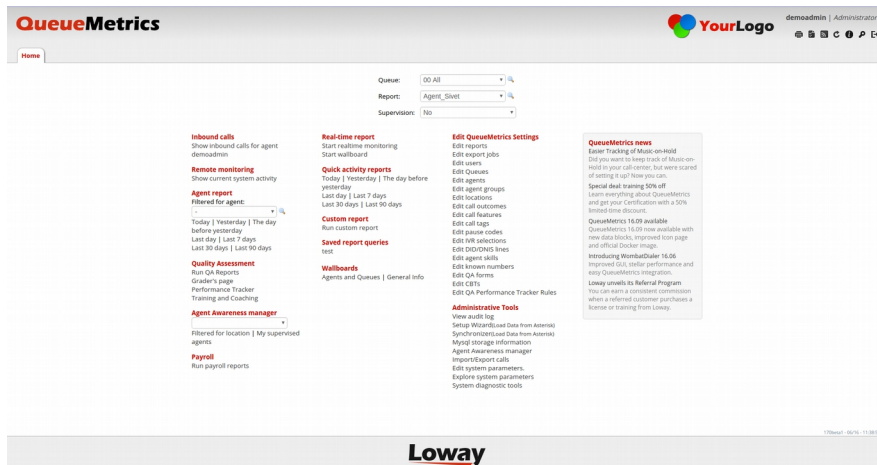 QueueMetrics
YourLogo
demoadmin | Administrator
Home
Queue: 00 All
Report: Agent_Sivet
Supervision: No
Inbound calls
Show inbound calls for agent
demoadmin
Remote monitoring
Show current system activity
Agent report
Filtered for agent:
-
Today | Yesterday | The day
before yesterday
Last day | Last 7 days
Last 30 days | Last 90 days
Quality Assessment
Run QA Reports
Grader's page
Performance Tracker
Training and Coaching
Agent Awareness manager
Filtered for location | My supervised
agents
Payroll
Run payroll reports
Real-time report
Start realtime monitoring
Start wallboard
Quick activity reports
Today | Yesterday | The day before
yesterday
Last day | Last 7 days
Last 30 days | Last 90 days
Custom report
Run custom report
Saved report queries
test
Wallboards
Agents and Queues | General Info
Edit QueueMetrics Settings
Edit reports
Edit export jobs
Edit users
Edit Queues
Edit agents
Edit agent groups
Edit locations
Edit call outcomes
Edit call features
Edit call tags
Edit pause codes
Edit IVR selections
Edit DID/DNIS lines
Edit agent skills
Edit known numbers
Edit QA forms
Edit CBTs
Edit QA Performance Tracker Rules
Administrative Tools
View audit log
Setup Wizard(Load Data from Asterisk)
Synchronizer(Load Data from Asterisk)
Mysql storage information
Agent Awareness manager
Import/Export calls
Edit system parameters.
Explore system parameters
System diagnostic tools
QueueMetrics news
Easier Tracking of Music-on-Hold
Did you want to keep track of Music-on-
Hold in your call-center, but were scared
of setting it up? Now you can.
Special deal: training 50% off
Learn everything about QueueMetrics
and get your Certification with a 50%
limited-time discount.
QueueMetrics 16.09 available
QueueMetrics 16.09 now available with
new data blocks, improved icon page
and official Docker image.
Introducing WombatDialer 16.06
Improved GUI, stellar performance and
easy QueueMetrics integration.
Loway unveils its Referral Program
You can earn a consistent commission
when a referred customer purchases a
license or training from Loway.
Loway